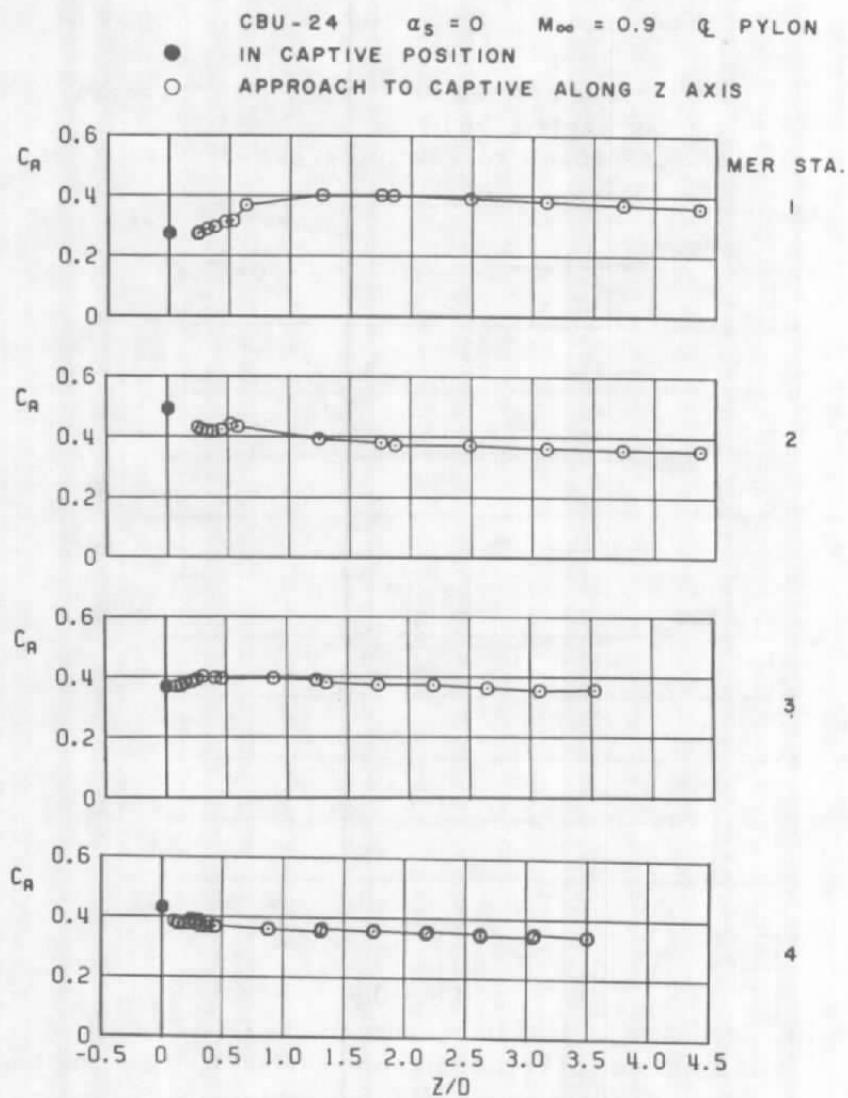 CBU-24 αs = 0 M∞ = 0.9 ℄ PYLON
● IN CAPTIVE POSITION
○ APPROACH TO CAPTIVE ALONG Z AXIS
0.6
CA
MER STA.
0.4
1
0.2
0
0.6
CA
0.4
2
0.2
0
0.6
CA
0.4
3
0.2
0
0.6
CA
0.4
4
0.2
0
-0.5 0 0.5 1.0 1.5 2.0 2.5 3.0 3.5 4.0 4.5
Z/D